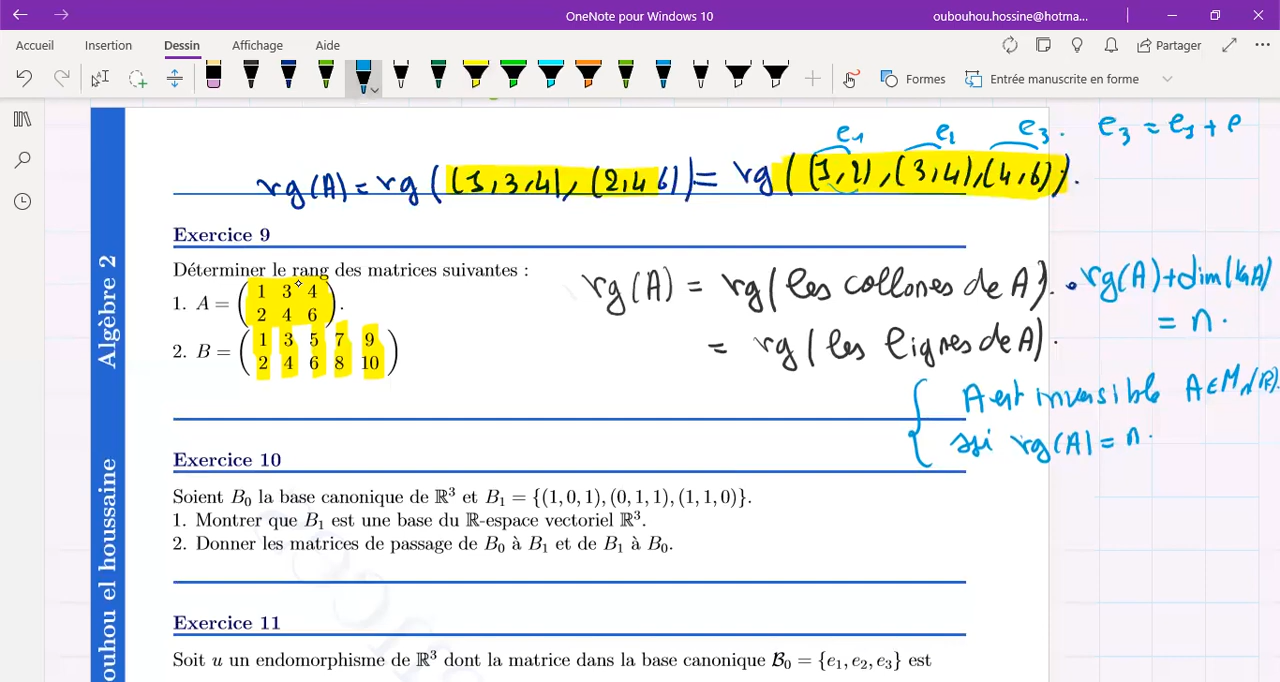 OneNote pour Windows 10
oubouhou.hossine@hotma...
Accueil Insertion Dessin Affichage Aide
Partager
Formes
Entrée manuscrite en forme
e1 e1 e3. e3 = e1 + e
rg(A) = rg((1,3,4),(2,4 6)) = rg((1,2),(3,4),(4,6)).
Exercice 9
Déterminer le rang des matrices suivantes :
1. A = ( 1 3 4
2 4 6 ).
2. B = ( 1 3 5 7 9
2 4 6 8 10 )
rg(A) = rg(les collones de A).
= rg(les lignes de A).
• rg(A)+dim(kerA)
= n.
A est inversible A∈Mn(R).
ssi rg(A) = n.
Algèbre 2
ouhou el houssaine
Exercice 10
Soient B0 la base canonique de ℝ³ et B1 = {(1, 0, 1), (0, 1, 1), (1, 1, 0)}.
1. Montrer que B1 est une base du ℝ-espace vectoriel ℝ³.
2. Donner les matrices de passage de B0 à B1 et de B1 à B0.
Exercice 11
Soit u un endomorphisme de ℝ³ dont la matrice dans la base canonique ℬ0 = {e1, e2, e3} est